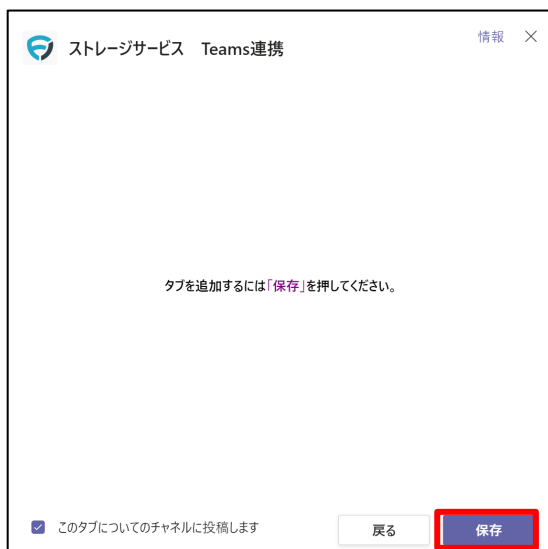 ストレージサービス　Teams連携
情報
タブを追加するには「保存」を押してください。
このタブについてのチャネルに投稿します
戻る
保存